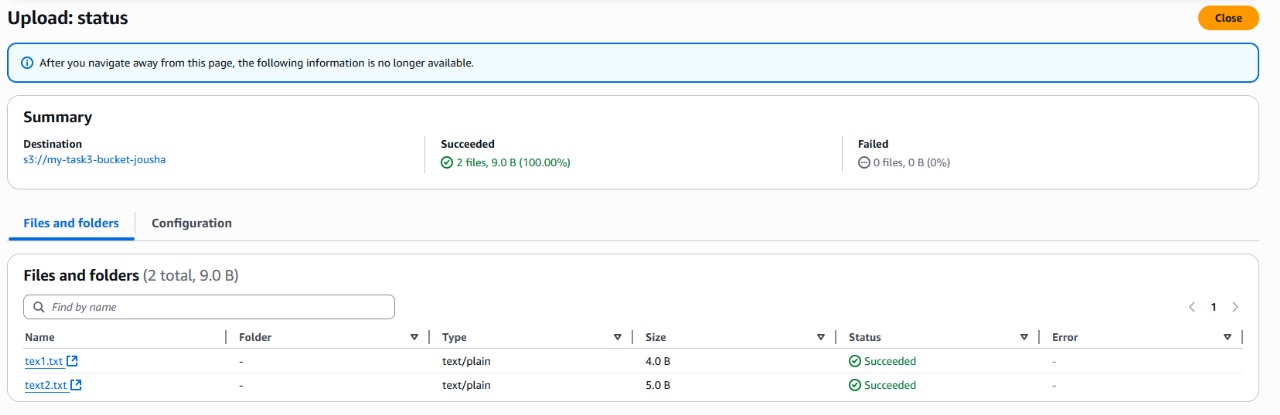 Upload: status
Close
After you navigate away from this page, the following information is no longer available.
Summary
Destination
Succeeded
Failed
s3://my-task3-bucket-jousha
2 files, 9.0 B (100.00%)
0 files, 0 B (0%)
Files and folders
Configuration
Files and folders (2 total, 9.0 B)
Find by name
1
Name Folder Type Size Status Error
tex1.txt - text/plain 4.0 B Succeeded -
text2.txt - text/plain 5.0 B Succeeded -